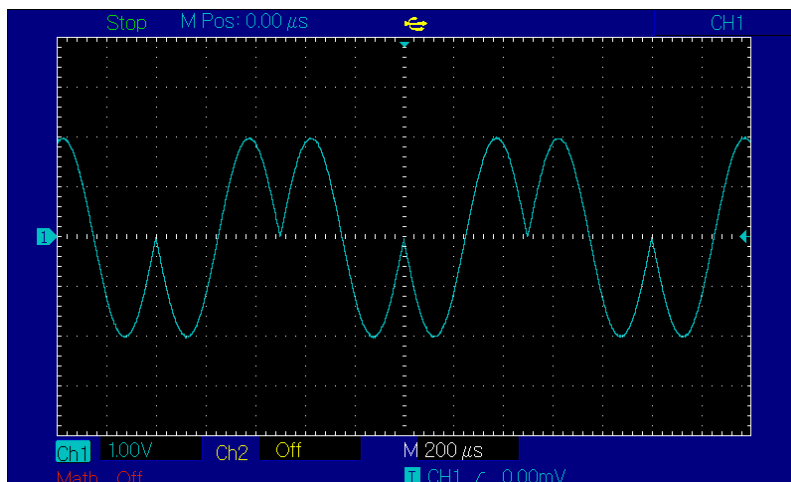 Stop M Pos: 0.00 μs CH1
1
Ch1 1.00V Ch2 Off M 200 μs
Math Off T CH1 0.00mV